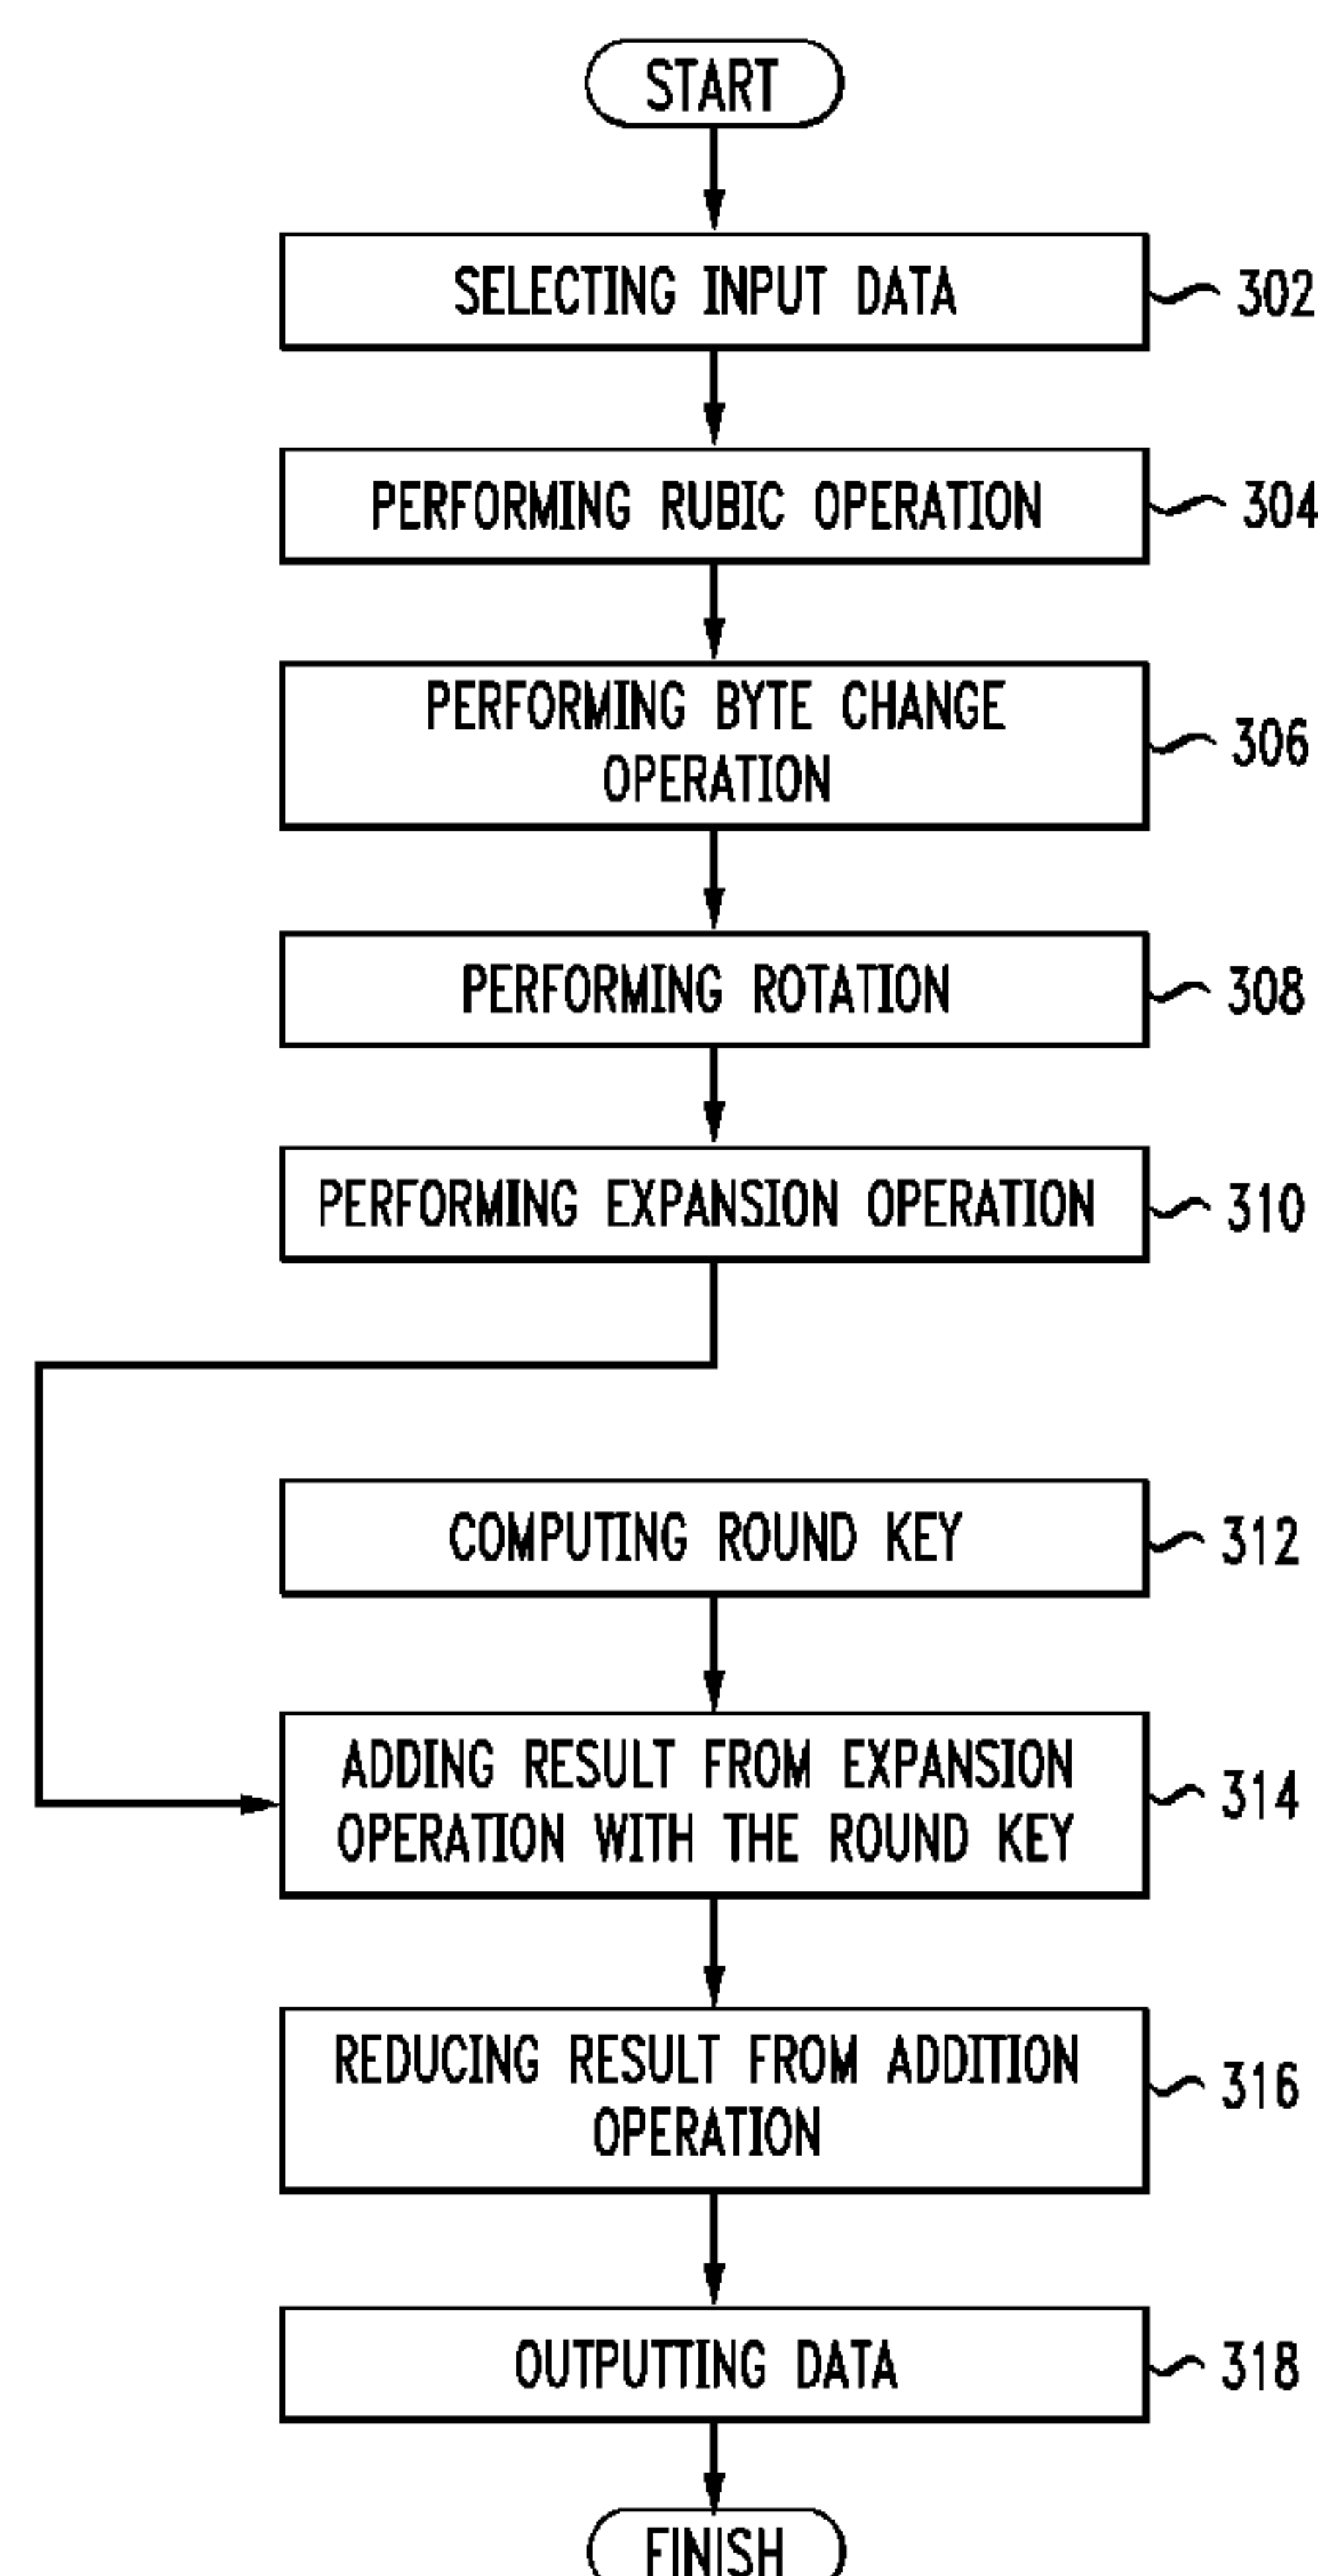 START
SELECTING INPUT DATA
302
PERFORMING RUBIC OPERATION
304
PERFORMING BYTE CHANGE
OPERATION
306
PERFORMING ROTATION
308
PERFORMING EXPANSION OPERATION
310
COMPUTING ROUND KEY
312
ADDING RESULT FROM EXPANSION
OPERATION WITH THE ROUND KEY
314
REDUCING RESULT FROM ADDITION
OPERATION
316
OUTPUTTING DATA
318
FINISH